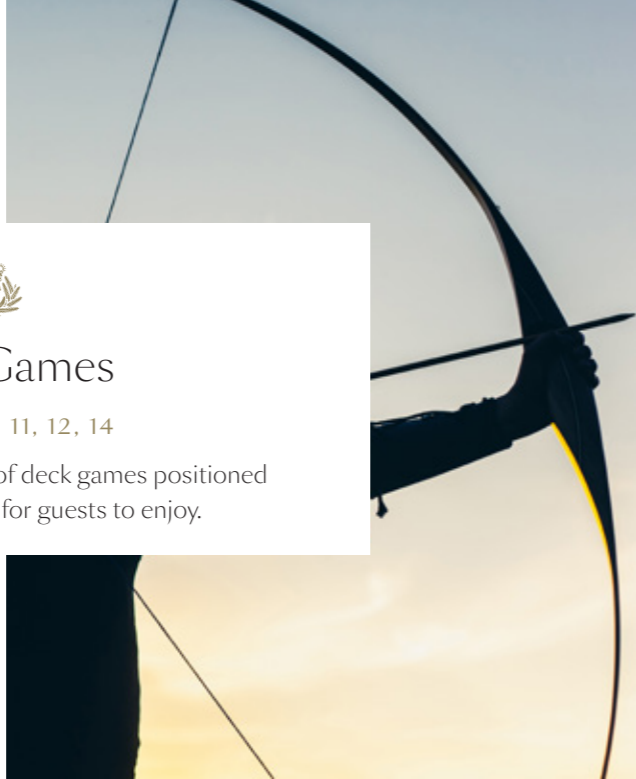 Games
11, 12, 14
of deck games positioned
for guests to enjoy.